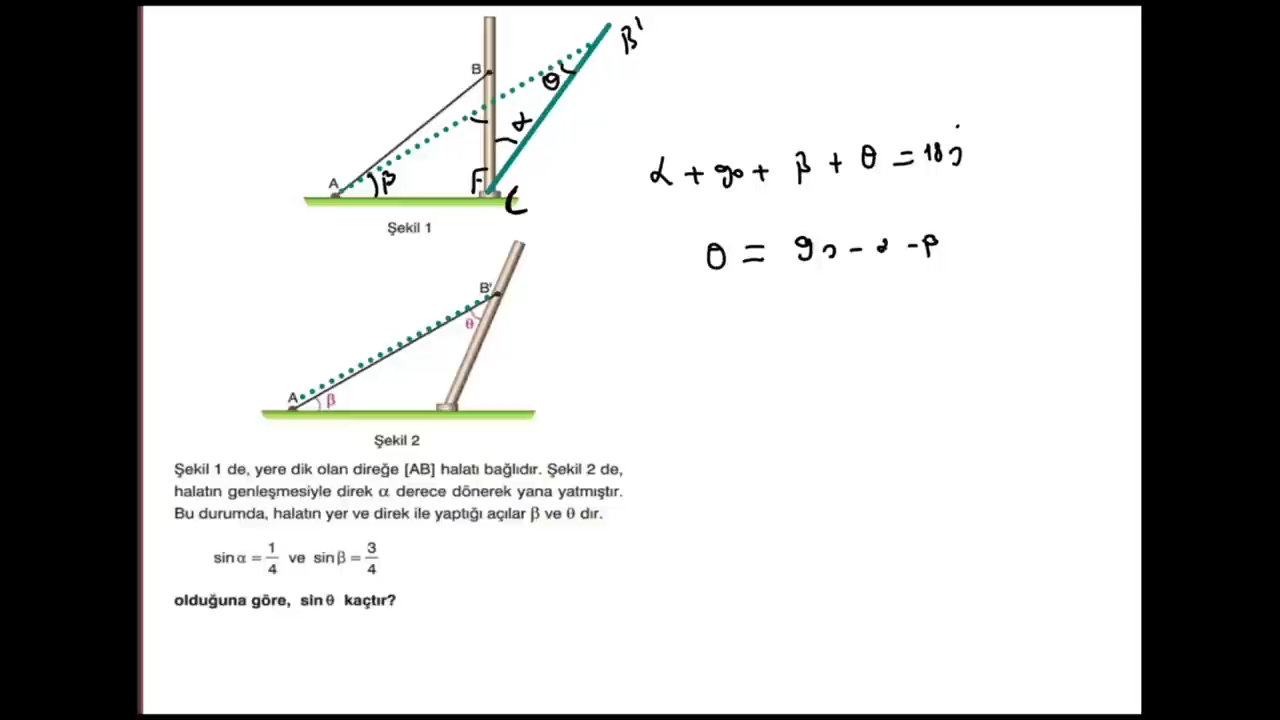 B
B'
θ
α
A
β
F
C
Şekil 1
α + 90 + β + θ = 180
θ = 90 - α - β
B'
θ
A
β
Şekil 2
Şekil 1 de, yere dik olan direğe [AB] halatı bağlıdır. Şekil 2 de,
halatın genleşmesiyle direk α derece dönerek yana yatmıştır.
Bu durumda, halatın yer ve direk ile yaptığı açılar β ve θ dır.
sin α = 1/4 ve sin β = 3/4
olduğuna göre, sin θ kaçtır?